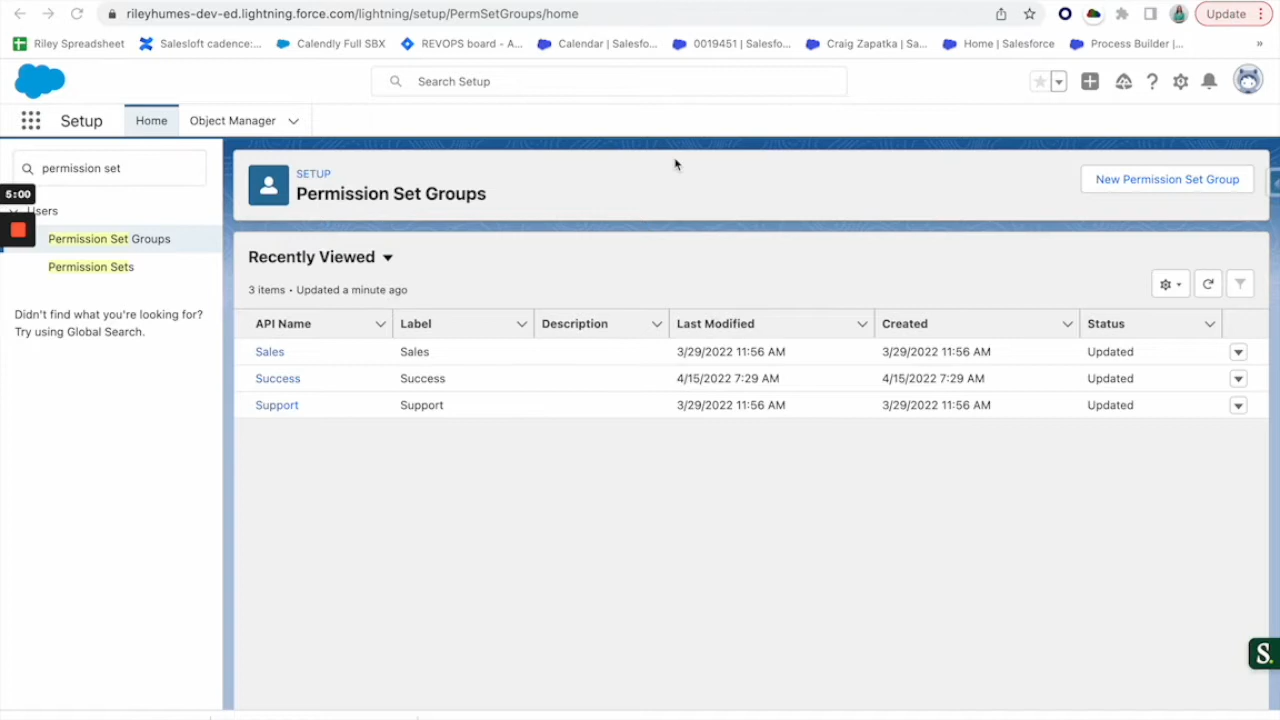 rileyhumes-dev-ed.lightning.force.com/lightning/setup/PermSetGroups/home
Update
Riley Spreadsheet
Salesloft cadence:...
Calendly Full SBX
REVOPS board - A...
Calendar | Salesfo...
0019451 | Salesfo...
Craig Zapatka | Sa...
Home | Salesforce
Process Builder |...
»
Search Setup
Setup
Home
Object Manager
permission set
5:00
Users
Permission Set Groups
Permission Sets
Didn't find what you're looking for?
Try using Global Search.
SETUP
Permission Set Groups
New Permission Set Group
Recently Viewed
3 items • Updated a minute ago
API Name Label Description Last Modified Created Status
Sales Sales 3/29/2022 11:56 AM 3/29/2022 11:56 AM Updated
Success Success 4/15/2022 7:29 AM 4/15/2022 7:29 AM Updated
Support Support 3/29/2022 11:56 AM 3/29/2022 11:56 AM Updated
S.